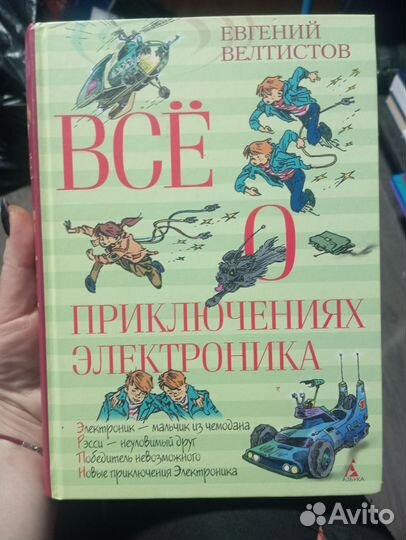 ЕВГЕНИЙ
ВЕЛТИСТОВ
ВСЁ
О
ПРИКЛЮЧЕНИЯХ
ЭЛЕКТРОНИКА
Электроник — мальчик из чемодана
Рэсси — неуловимый друг
Победитель невозможного
Новые приключения Электроника
АЗБУКА
Avito